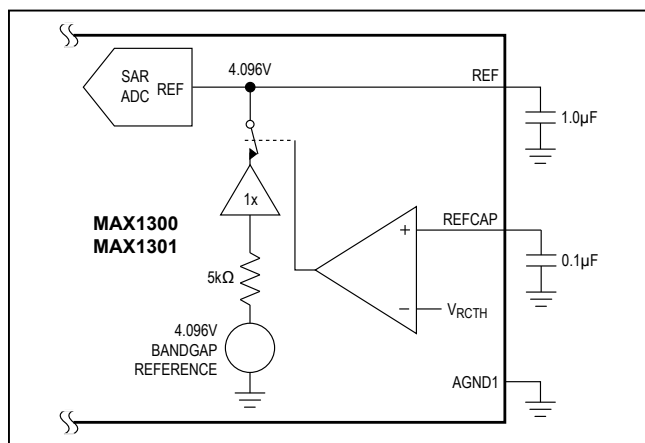 SAR
ADC
REF
4.096V
REF
1.0µF
1x
MAX1300
MAX1301
REFCAP
+
0.1µF
5kΩ
−
VRCTH
4.096V
BANDGAP
REFERENCE
AGND1